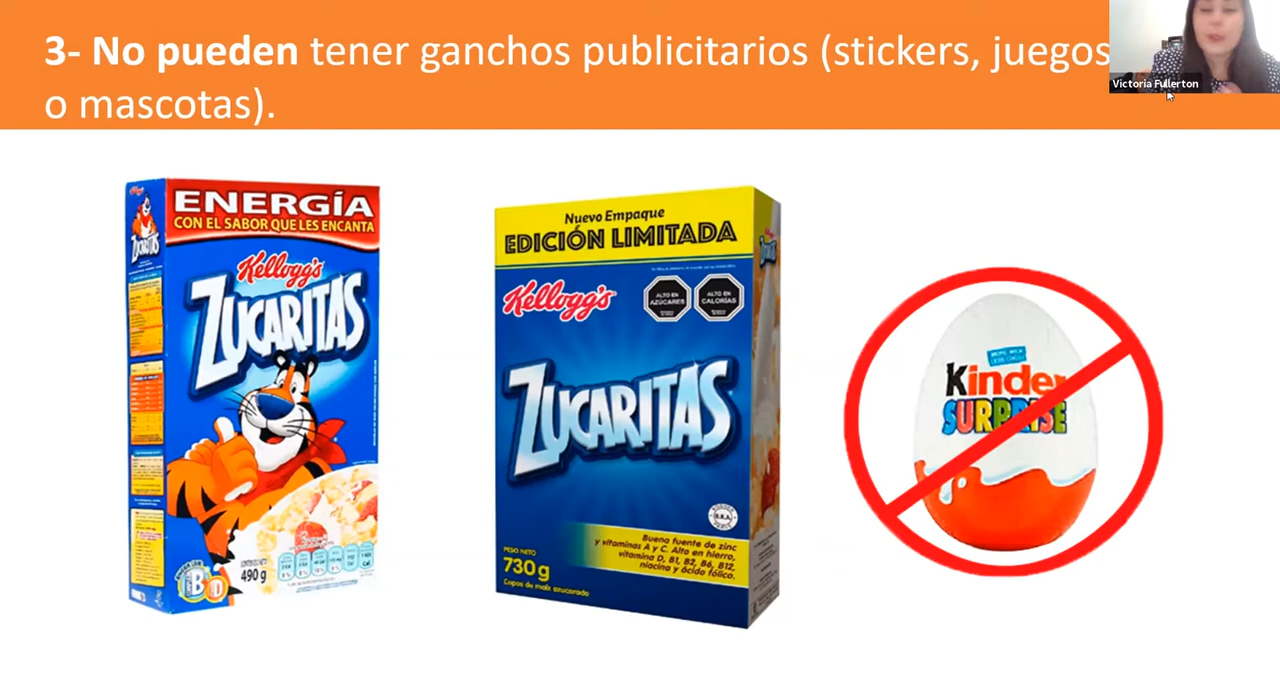 3- No pueden tener ganchos publicitarios (stickers, juegos
o mascotas).
Victoria Fullerton
ENERGÍA
CON EL SABOR QUE LES ENCANTA
Kellogg's
ZUCARITAS
490 g
ZUCARITAS
Nuevo Empaque
EDICIÓN LIMITADA
Kellogg's
ALTO EN
AZÚCARES
ALTO EN
CALORÍAS
ZUCARITAS
Buena fuente de zinc
y vitaminas A y C. Alto en hierro,
vitamina D, B1, B2, B6, B12,
niacina y ácido fólico.
PESO NETO
730 g
Copos de maíz azucarado
Kinder
SURPRISE